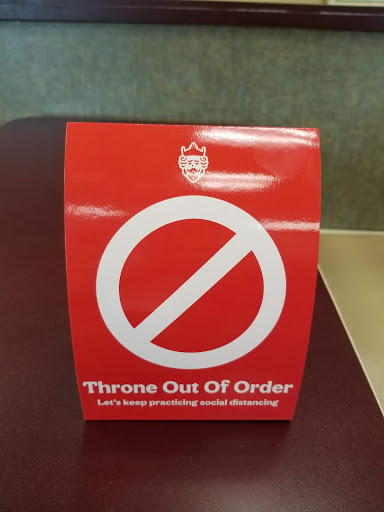 Throne Out Of Order
Let's keep practicing social distancing